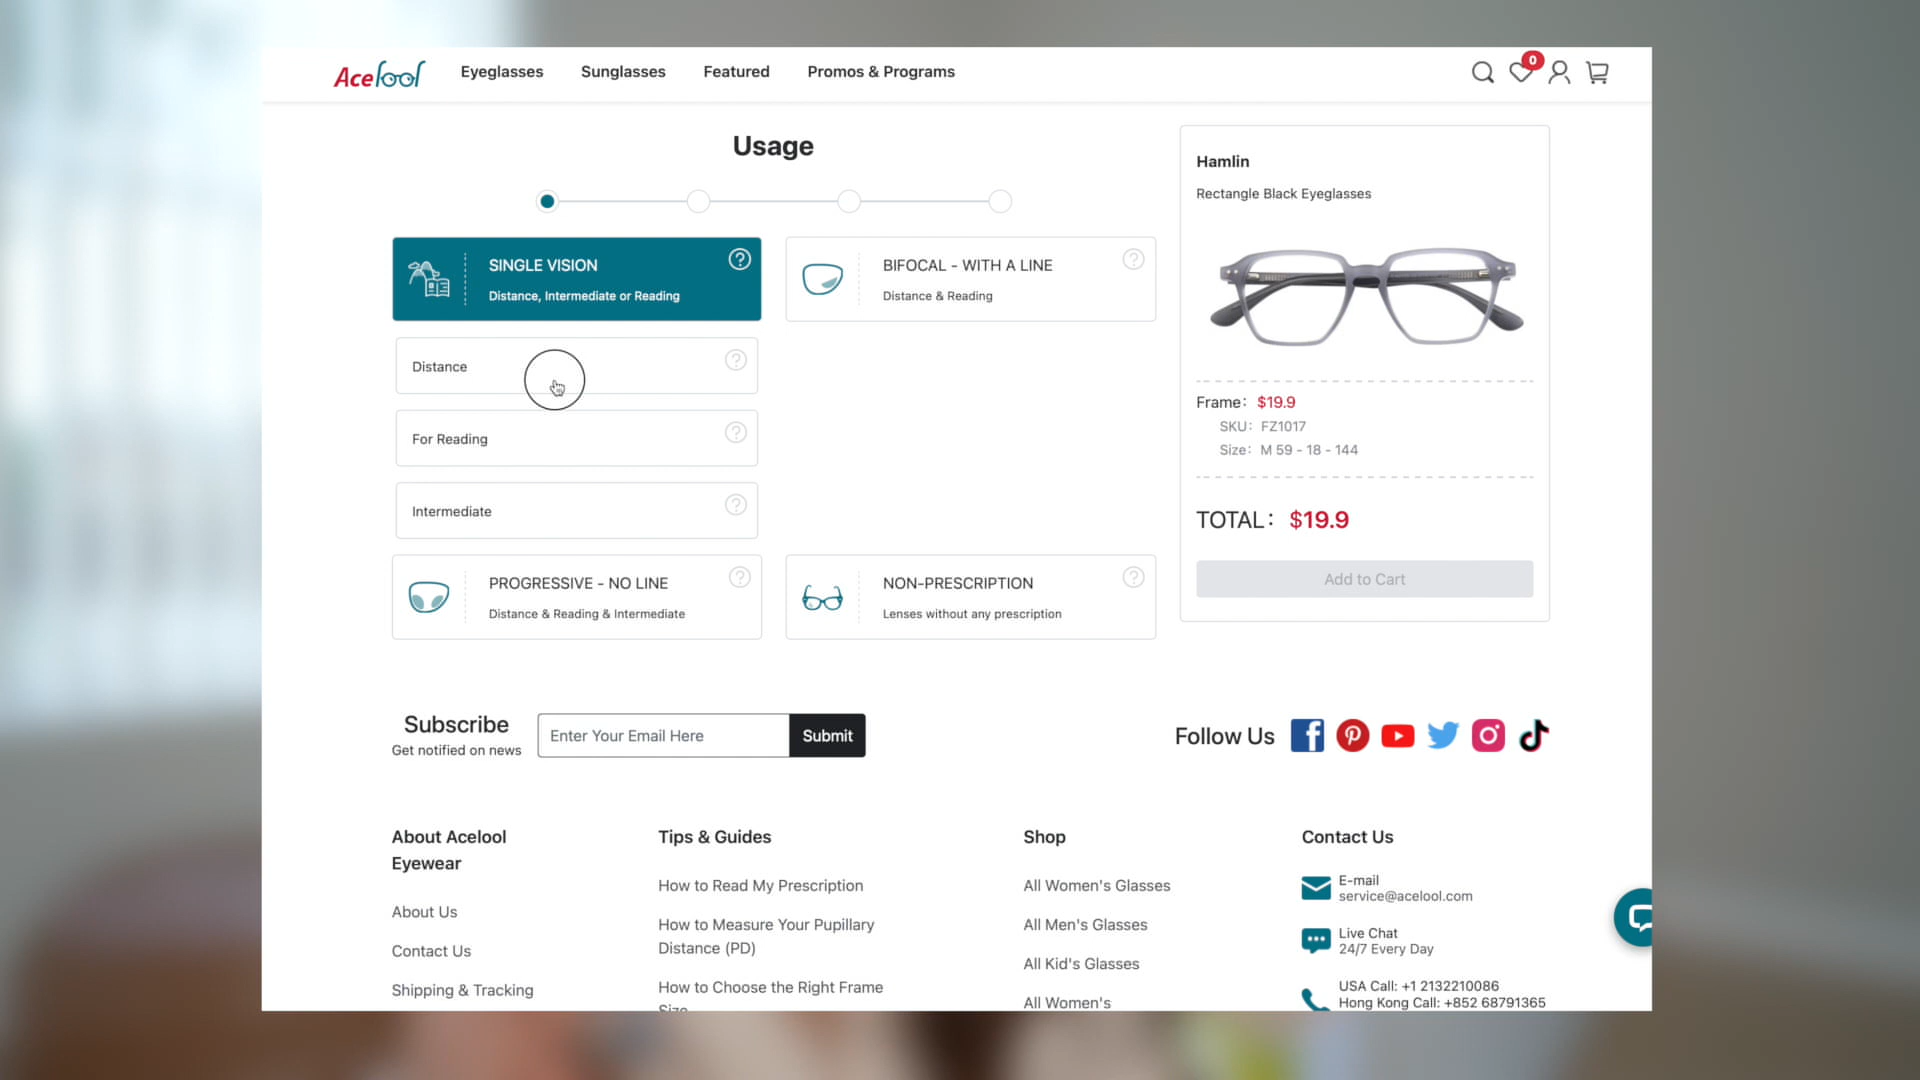 Acelool
Eyeglasses
Sunglasses
Featured
Promos & Programs
0
Usage
SINGLE VISION
Distance, Intermediate or Reading
BIFOCAL - WITH A LINE
Distance & Reading
Distance
For Reading
Intermediate
PROGRESSIVE - NO LINE
Distance & Reading & Intermediate
NON-PRESCRIPTION
Lenses without any prescription
Hamlin
Rectangle Black Eyeglasses
Frame: $19.9
SKU: FZ1017
Size: M 59 - 18 - 144
TOTAL: $19.9
Add to Cart
Subscribe
Get notified on news
Enter Your Email Here
Submit
Follow Us
About Acelool
Eyewear
About Us
Contact Us
Shipping & Tracking
Tips & Guides
How to Read My Prescription
How to Measure Your Pupillary
Distance (PD)
How to Choose the Right Frame
Size
Shop
All Women's Glasses
All Men's Glasses
All Kid's Glasses
All Women's
Contact Us
E-mail
service@acelool.com
Live Chat
24/7 Every Day
USA Call: +1 2132210086
Hong Kong Call: +852 68791365